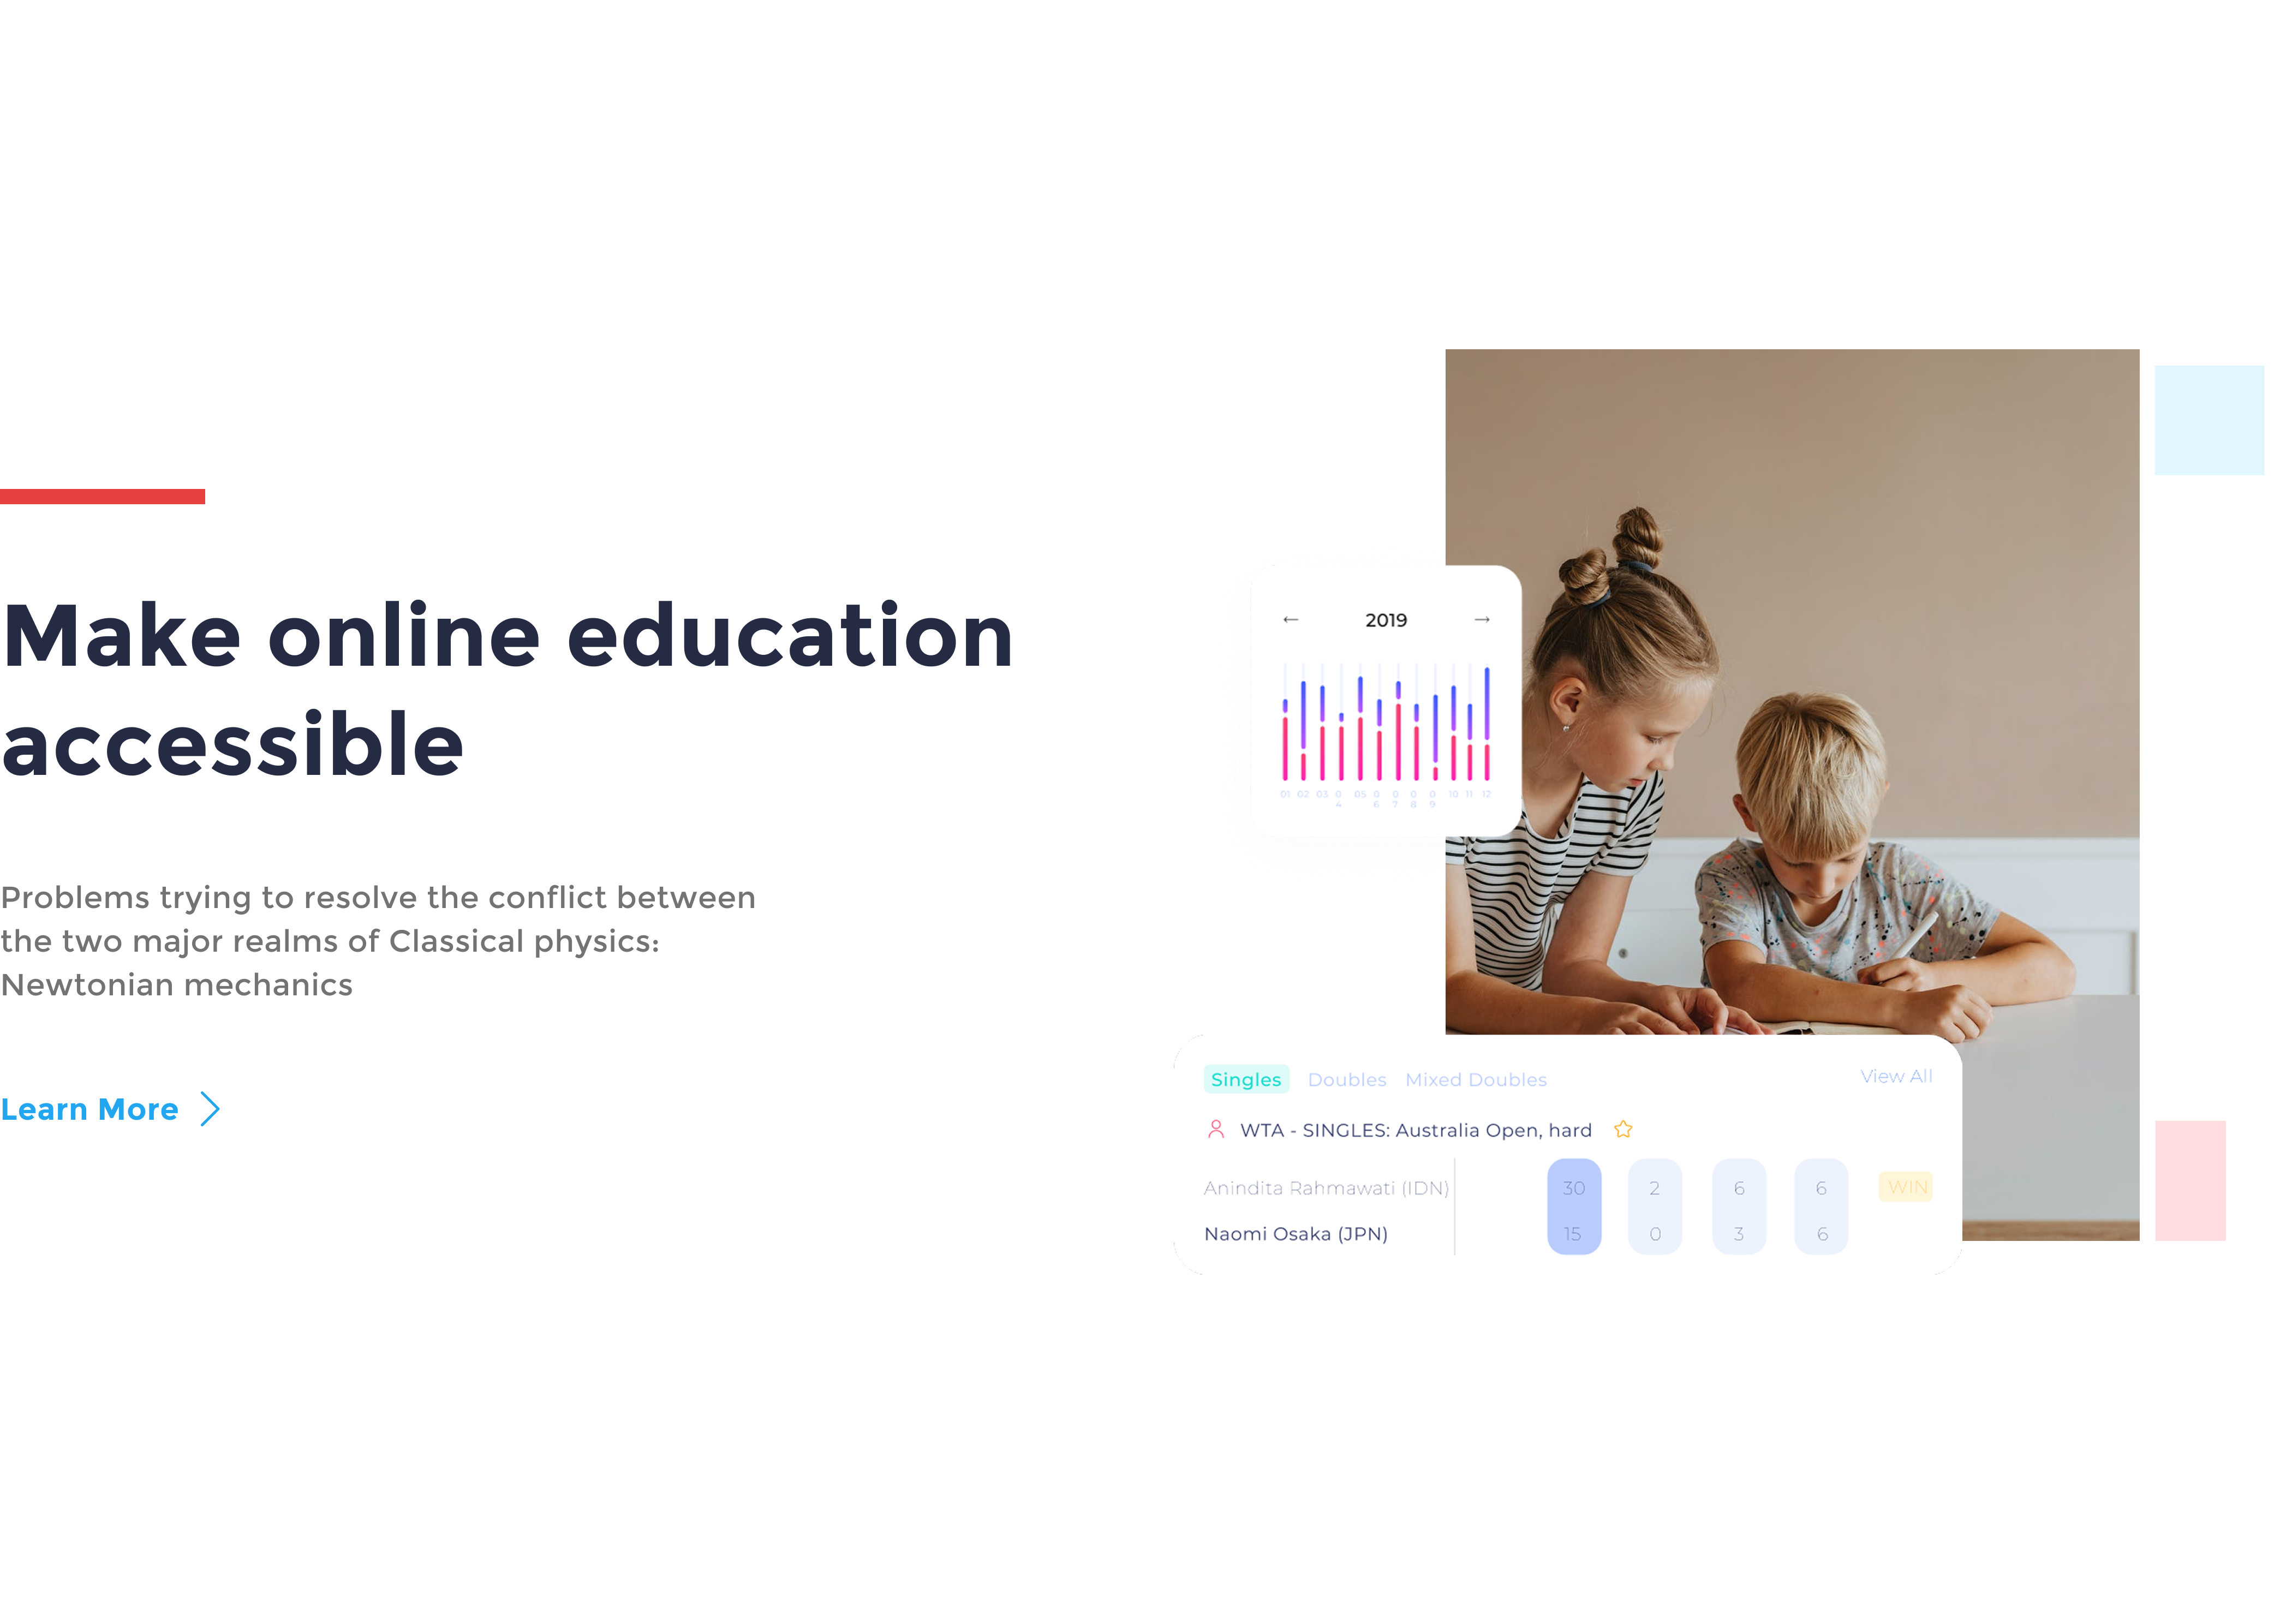 Make online education
accessible
Problems trying to resolve the conflict between
the two major realms of Classical physics:
Newtonian mechanics
Learn More
← 2019 →
01 02 03 04 05 06 07 08 09 10 11 12
Singles Doubles Mixed Doubles View All
WTA - SINGLES: Australia Open, hard
Anindita Rahmawati (IDN) 30 2 6 6 WIN
Naomi Osaka (JPN) 15 0 3 6